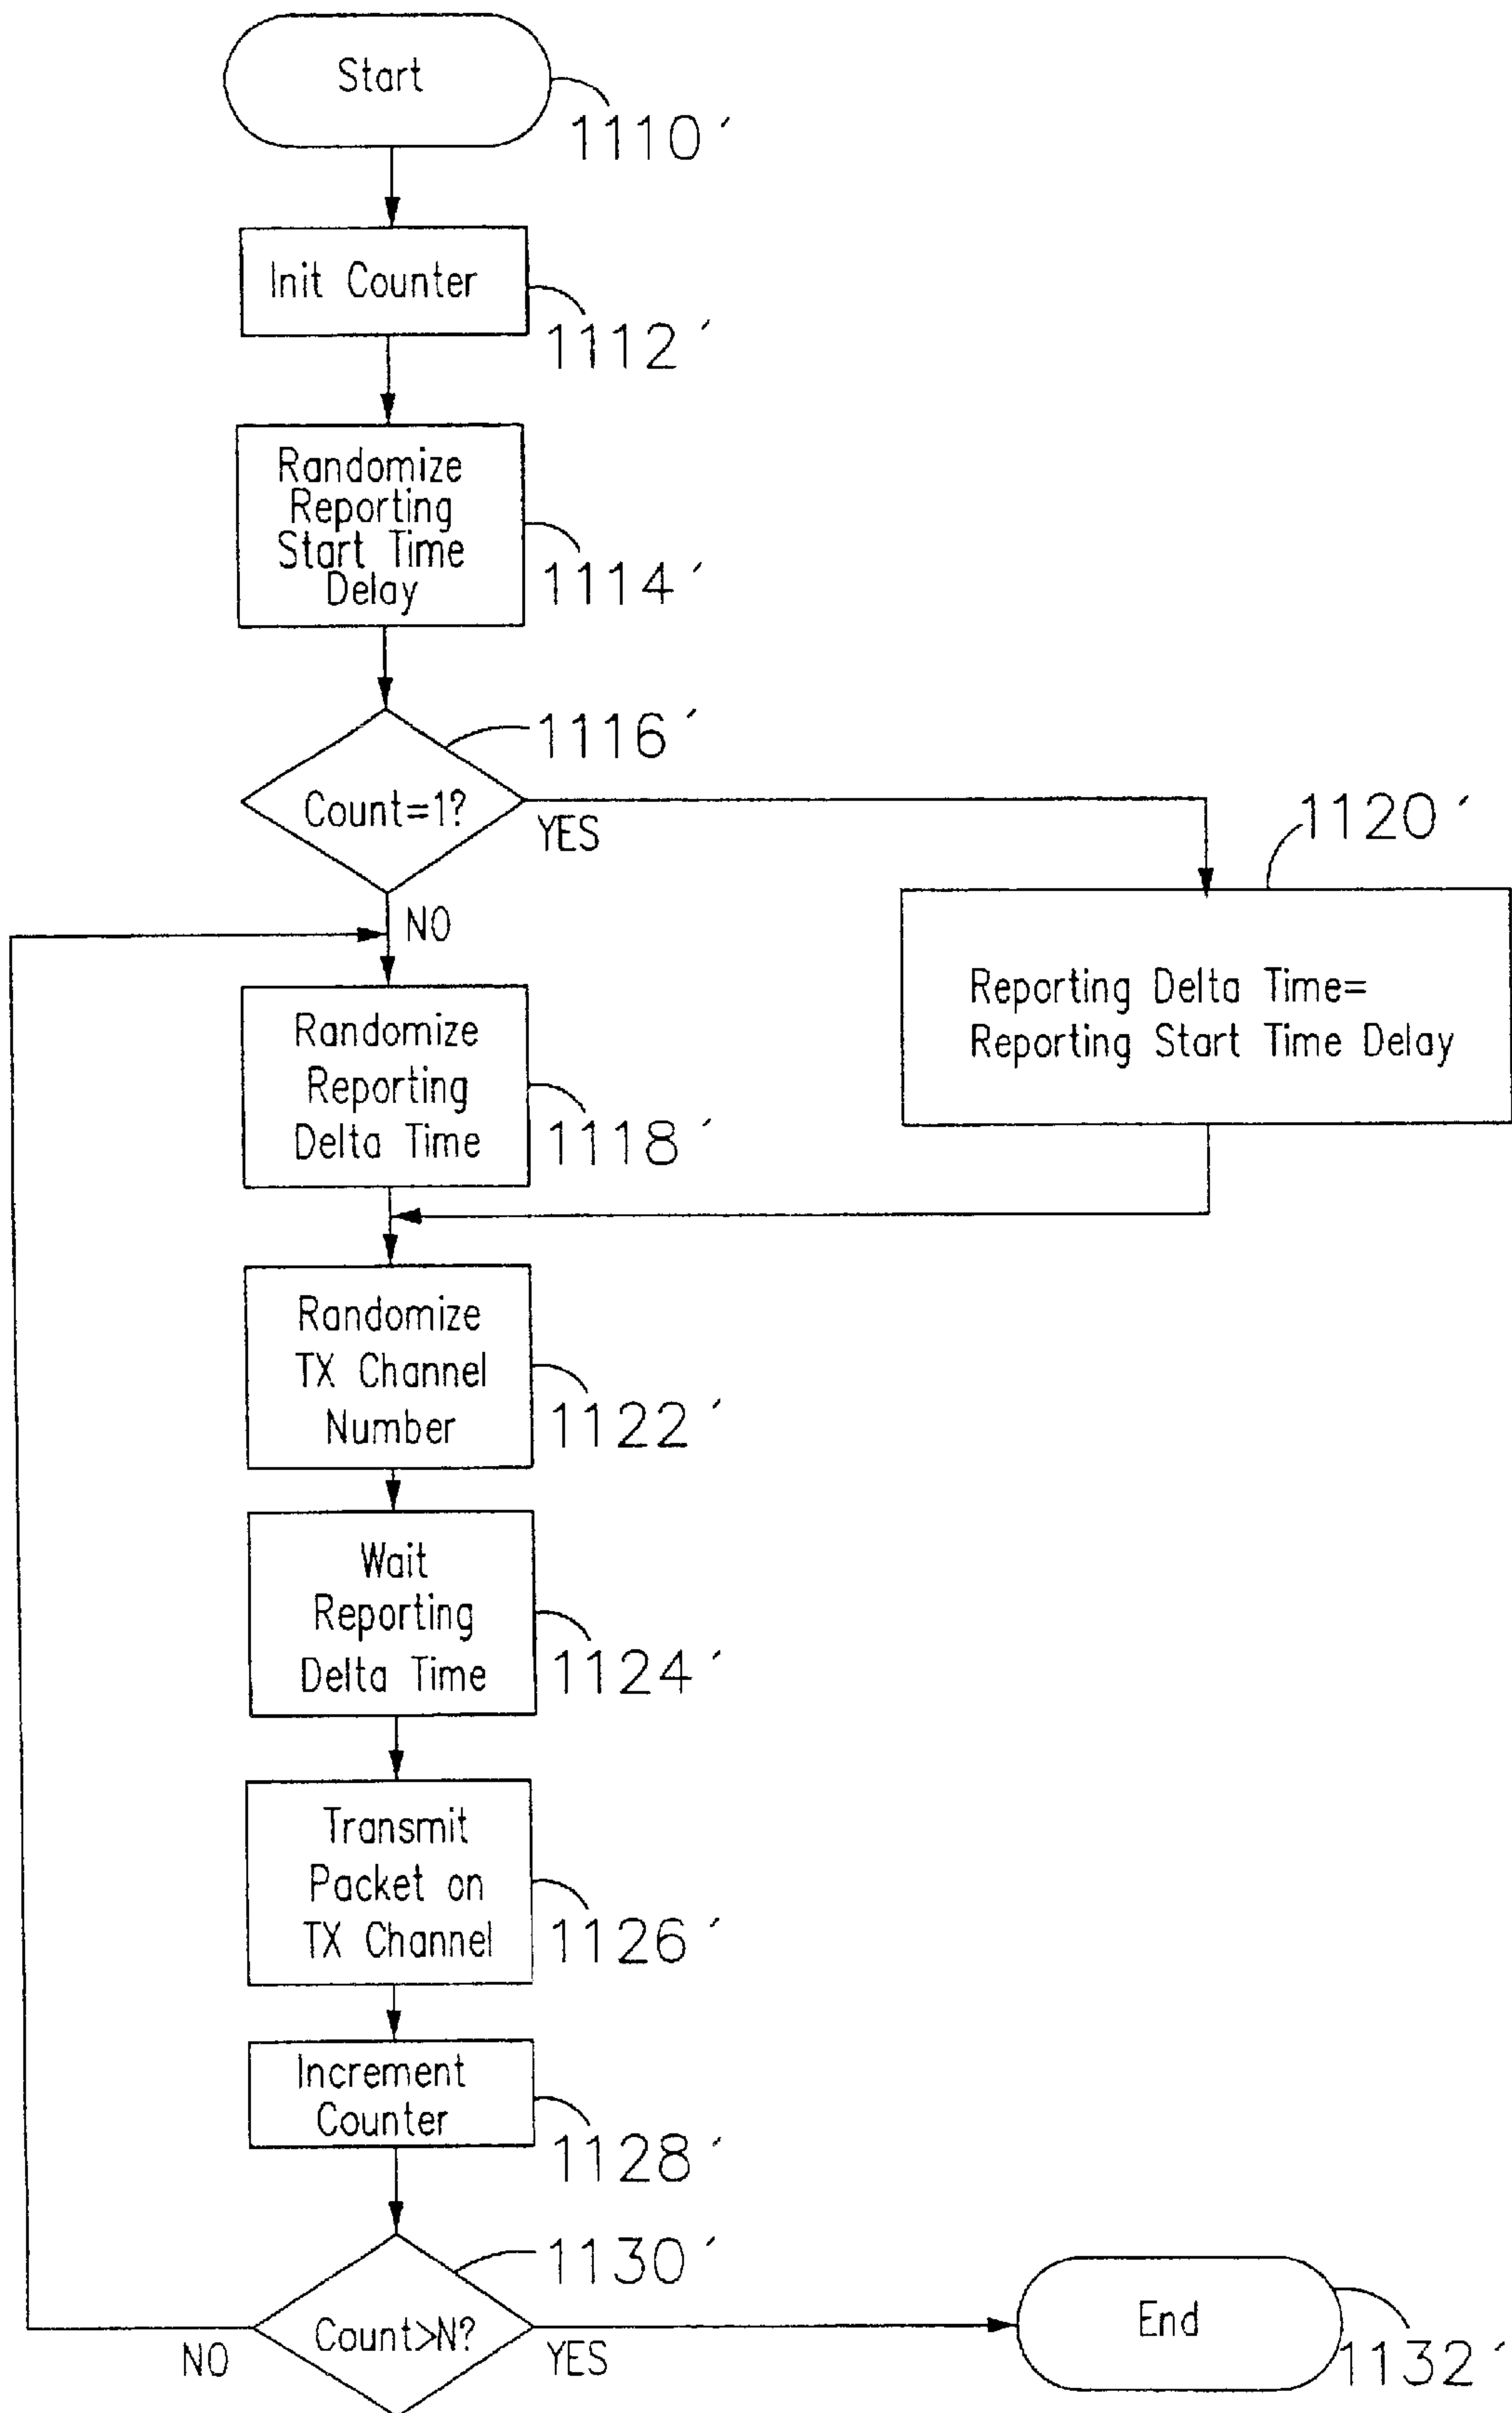 Start
1110′
Init Counter
1112′
Randomize
Reporting
Start Time
Delay
1114′
1116′
Count=1?
YES
NO
1120′
Reporting Delta Time=
Reporting Start Time Delay
Randomize
Reporting
Delta Time
1118′
Randomize
TX Channel
Number
1122′
Wait
Reporting
Delta Time
1124′
Transmit
Packet on
TX Channel
1126′
Increment
Counter
1128′
1130′
Count>N?
NO
YES
End
1132′